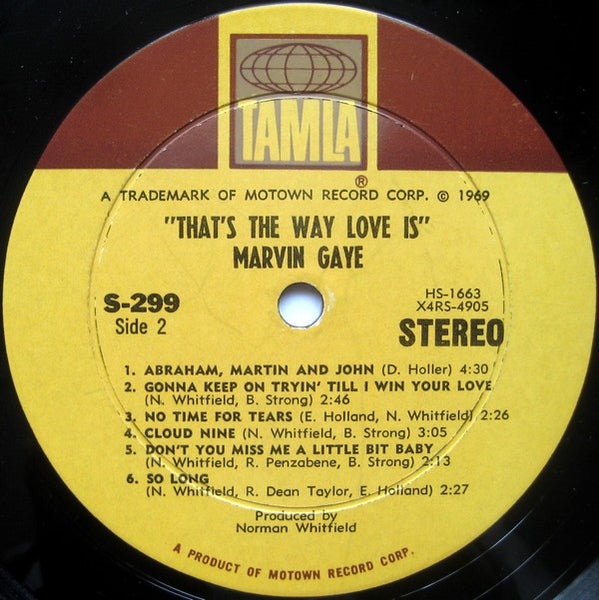 TAMLA
®
A TRADEMARK OF MOTOWN RECORD CORP. © 1969
"THAT'S THE WAY LOVE IS"
MARVIN GAYE
S-299
Side 2
HS-1663
X4RS-4905
STEREO
1. ABRAHAM, MARTIN AND JOHN (D. Holler) 4:30
2. GONNA KEEP ON TRYIN' TILL I WIN YOUR LOVE
(N. Whitfield, B. Strong) 2:46
3. NO TIME FOR TEARS (E. Holland, N. Whitfield) 2:26
4. CLOUD NINE (N. Whitfield, B. Strong) 3:05
5. DON'T YOU MISS ME A LITTLE BIT BABY
(N. Whitfield, R. Penzabene, B. Strong) 2:13
6. SO LONG
(N. Whitfield, R. Dean Taylor, E. Holland) 2:27
Produced by
Norman Whitfield
A PRODUCT OF MOTOWN RECORD CORP.